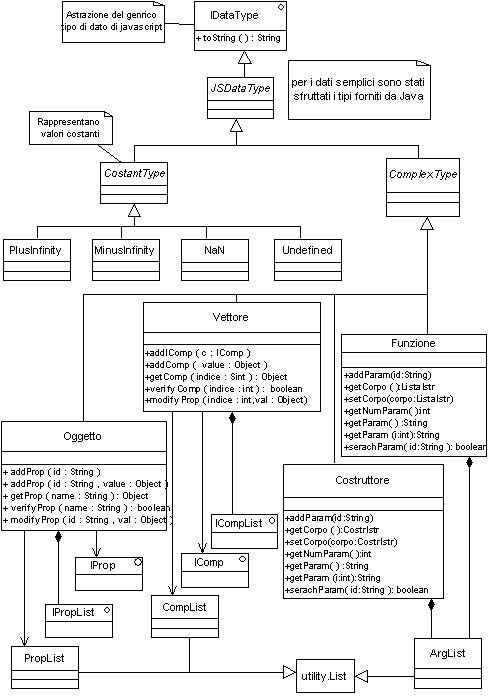 Astrazione del genrico
tipo di dato di javascript
IDataType
+ toString ( ) : String
JSDataType
per i dati semplici sono stati
sfruttati i tipi forniti da Java
Rappresentano
valori costanti
CostantType
ComplexType
PlusInfinity
MinusInfinity
NaN
Undefined
Vettore
+addIComp ( c : IComp )
+addComp ( value : Object )
+getComp ( indice : Sint ) : Object
+verify Comp ( indice :int ) : boolean
+modify Prop ( indice :int,val : Object)
Funzione
+addParam(id:String)
+getCorpo ( ):ListaIstr
+setCorpo(corpo:ListaIstr)
+getNumParam( ):int
+getParam( ) : String
+getParam (i:int):String
+serachParam( id:String ): boolean
Oggetto
+ addProp ( id : String )
+ addProp( id : String , value : Object )
+ getProp ( name : String ) : Object
+ verifyProp ( name : String ) : boolean
+ modifyProp ( id : String , val : Object )
Costruttore
+addParam(id:String)
+getCorpo ( ):CostrIstr
+setCorpo(corpo:CostrIstr)
+getNumParam( ):int
+getParam( ) : String
+getParam (i:int):String
+serachParam( id:String ): boolean
ICompList
IProp
IComp
IPropList
CompList
PropList
utility.List
ArgList